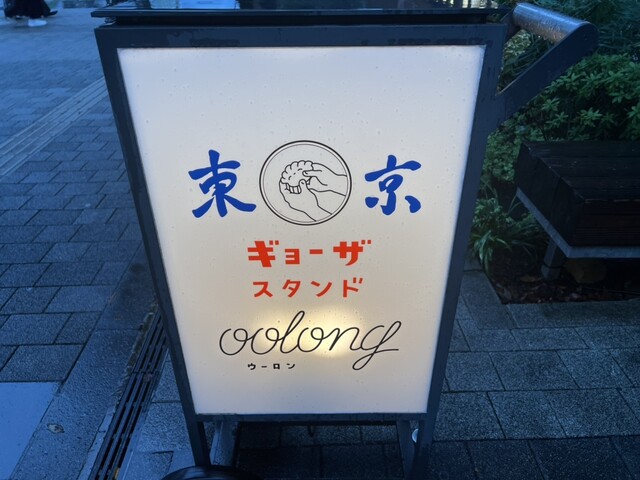 東京
ギョーザ
スタンド
oolong
ウーロン